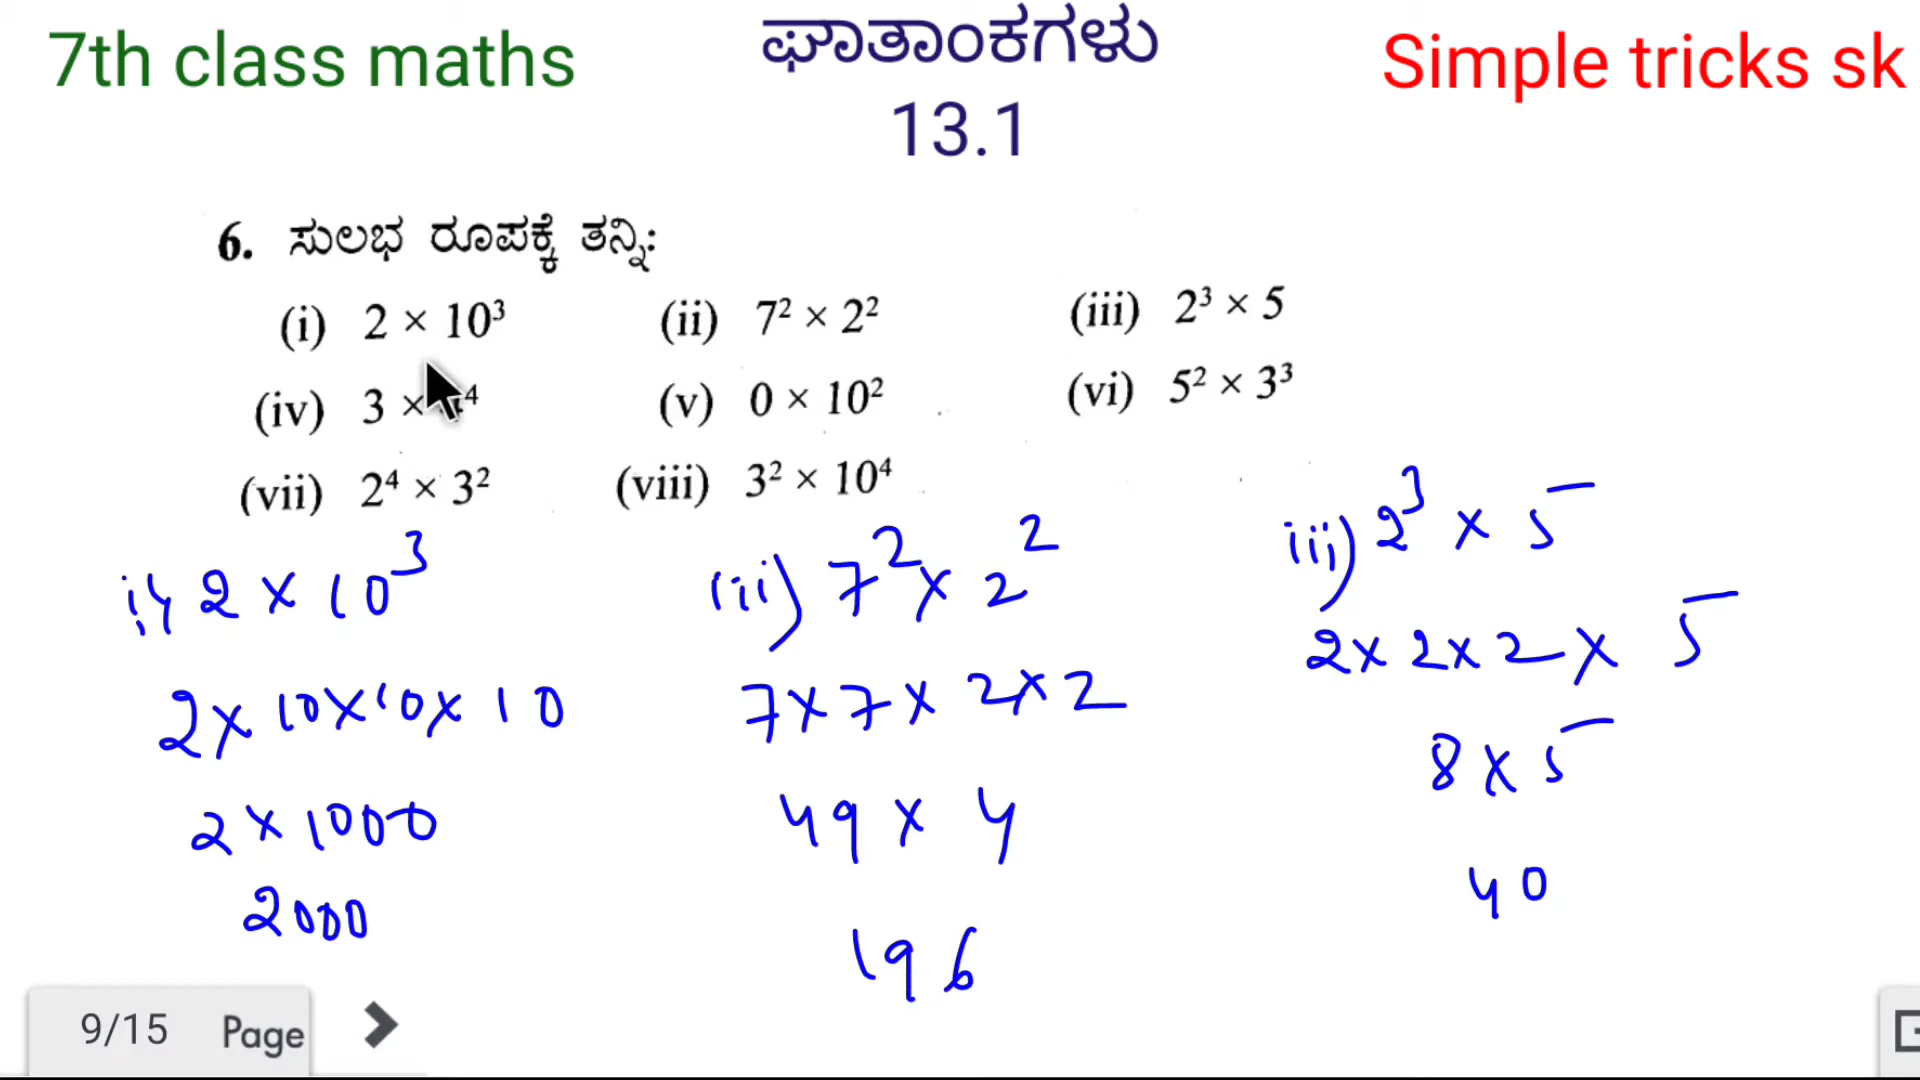 7th class maths
ಘಾತಾಂಕಗಳು
13.1
Simple tricks sk
6. ಸುಲಭ ರೂಪಕ್ಕೆ ತನ್ನಿ:
(i) 2 × 10³ (ii) 7² × 2² (iii) 2³ × 5
(iv) 3 × ⁴ (v) 0 × 10² (vi) 5² × 3³
(vii) 2⁴ × 3² (viii) 3² × 10⁴
i) 2 × 10³
2 × 10 × 10 × 10
2 × 1000
2000
(ii) 7² × 2²
7 × 7 × 2 × 2
49 × 4
196
iii) 2³ × 5
2 × 2 × 2 × 5
8 × 5
40
9/15 Page